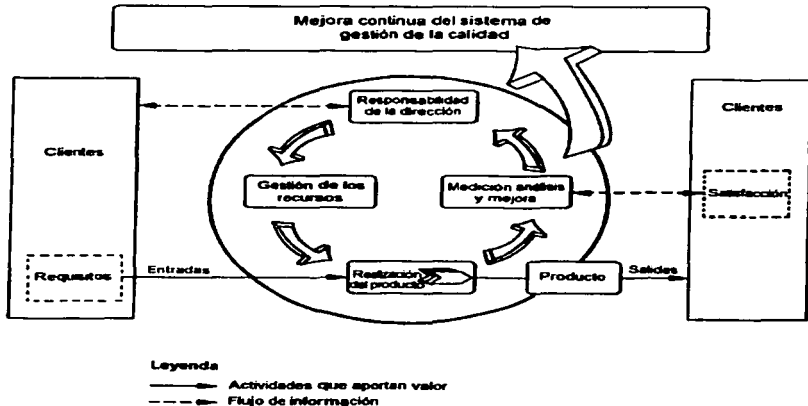 Mejora continua del sistema de
gestión de la calidad
Clientes
Responsabilidad
de la dirección
Clientes
Gestión de los
recursos
Medición análisis
y mejora
Satisfacción
Requisitos
Entradas
Realización
del producto
Producto
Salidas
Leyenda
Actividades que aportan valor
Flujo de información